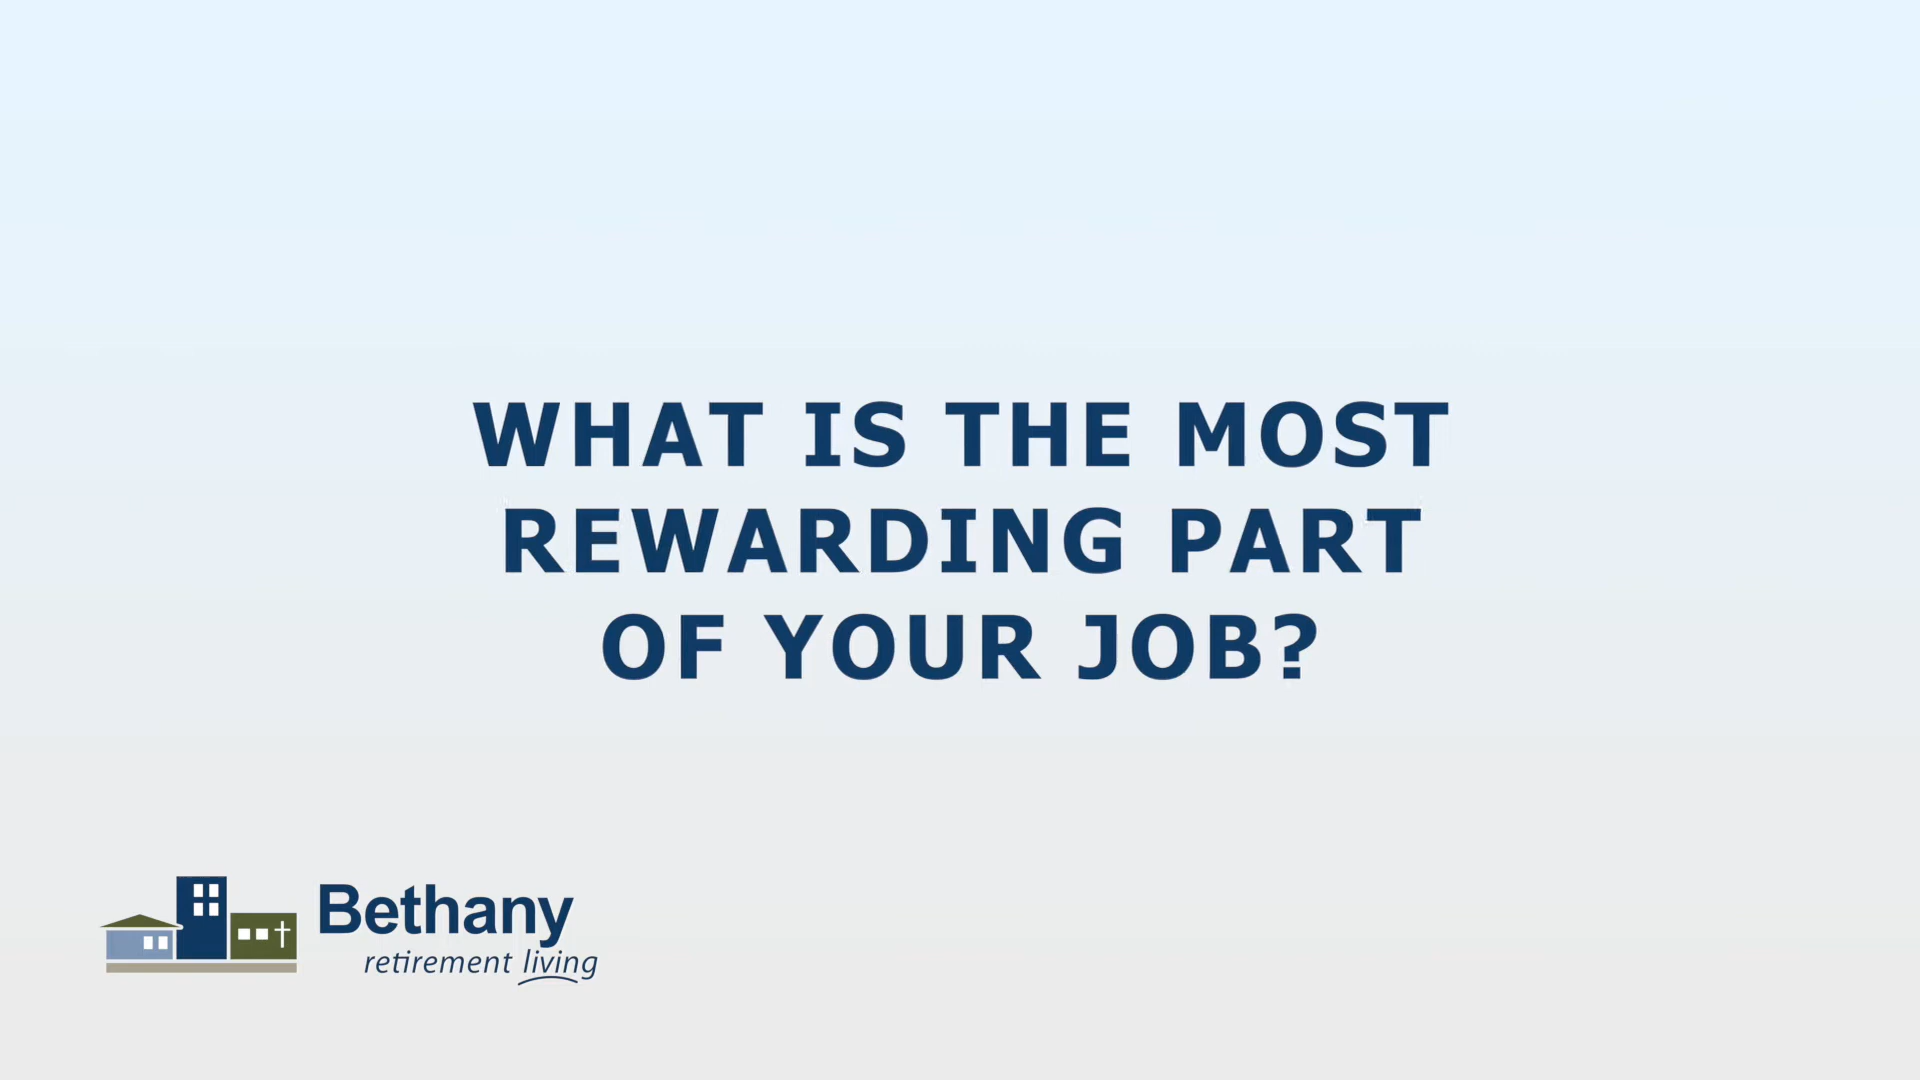 WHAT IS THE MOST
REWARDING PART
OF YOUR JOB?
Bethany
retirement living